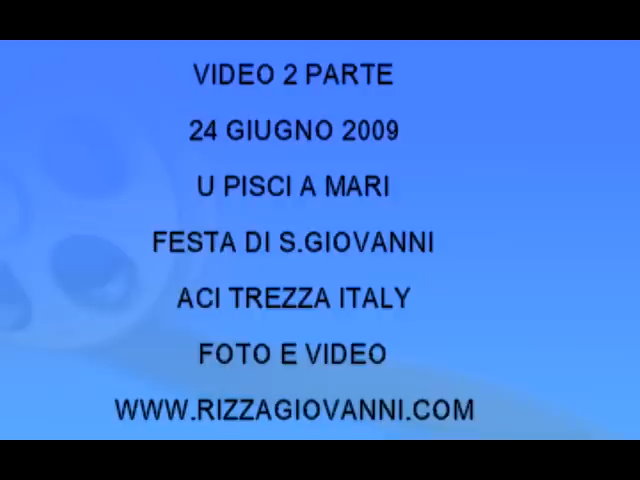 VIDEO 2 PARTE
24 GIUGNO 2009
U PISCI A MARI
FESTA DI S.GIOVANNI
ACI TREZZA ITALY
FOTO E VIDEO
WWW.RIZZAGIOVANNI.COM